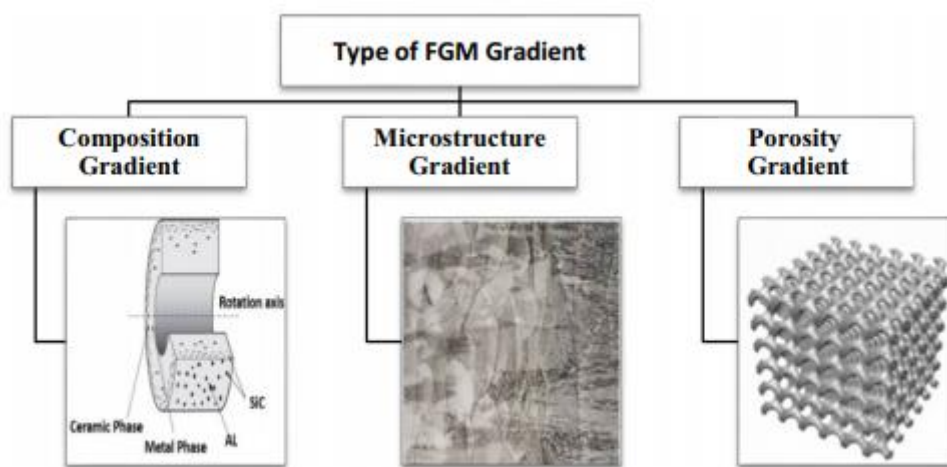 Type of FGM Gradient
Composition
Gradient
Microstructure
Gradient
Porosity
Gradient
Rotation axis
SiC
Ceramic Phase
AL
Metal Phase